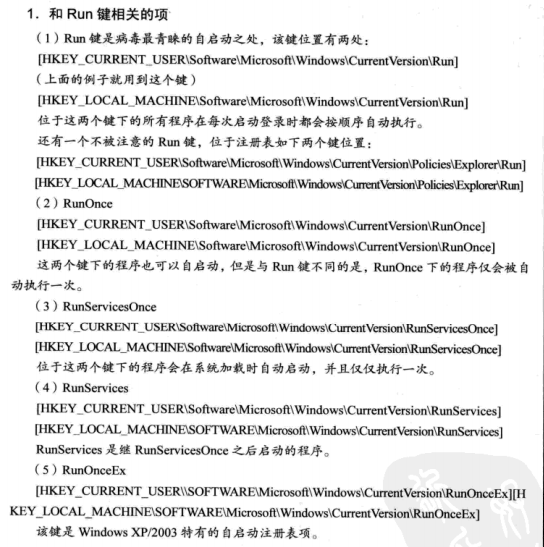 1. 和 Run 键相关的项
（1）Run 键是病毒最青睐的自启动之处，该键位置有两处：
[HKEY_CURRENT_USER\Software\Microsoft\Windows\CurrentVersion\Run]
（上面的例子就用到这个键）
[HKEY_LOCAL_MACHINE\Software\Microsoft\Windows\CurrentVersion\Run]
位于这两个键下的所有程序在每次启动登录时都会按顺序自动执行。
还有一个不被注意的 Run 键，位于注册表如下两个键位置：
[HKEY_CURRENT_USER\Software\Microsoft\Windows\CurrentVersion\Policies\Explorer\Run]
[HKEY_LOCAL_MACHINE\SOFTWARE\Microsoft\Windows\CurrentVersion\Policies\Explorer\Run]
（2）RunOnce
[HKEY_CURRENT_USER\Software\Microsoft\Windows\CurrentVersion\RunOnce]
[HKEY_LOCAL_MACHINE\Software\Microsoft\Windows\CurrentVersion\RunOnce]
这两个键下的程序也可以自启动，但是与 Run 键不同的是，RunOnce 下的程序仅会被自
动执行一次。
（3）RunServicesOnce
[HKEY_CURRENT_USER\Software\Microsoft\Windows\CurrentVersion\RunServicesOnce]
[HKEY_LOCAL_MACHINE\Software\Microsoft\Windows\CurrentVersion\RunServicesOnce]
位于这两个键下的程序会在系统加载时自动启动，并且仅仅执行一次。
（4）RunServices
[HKEY_CURRENT_USER\Software\Microsoft\Windows\CurrentVersion\RunServices]
[HKEY_LOCAL_MACHINE\SOFTWARE\Microsoft\Windows\CurrentVersion\RunServices]
RunServices 是继 RunServicesOnce 之后启动的程序。
（5）RunOnceEx
[HKEY_CURRENT_USER\\SOFTWARE\Microsoft\Windows\CurrentVersion\RunOnceEx][H
KEY_LOCAL_MACHINE\SOFTWARE\Microsoft\Windows\CurrentVersion\RunOnceEx]
该键是 Windows XP/2003 特有的自启动注册表项。